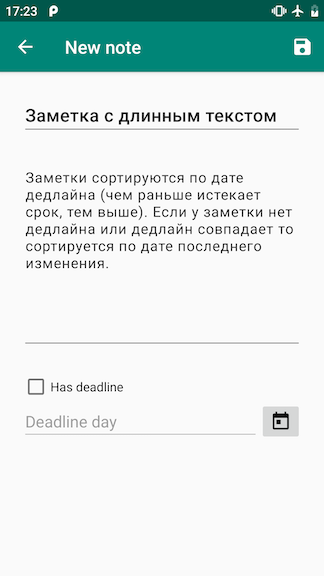 17:23
New note
Заметка с длинным текстом
Заметки сортируются по дате
дедлайна (чем раньше истекает
срок, тем выше). Если у заметки нет
дедлайна или дедлайн совпадает то
сортируется по дате последнего
изменения.
Has deadline
Deadline day